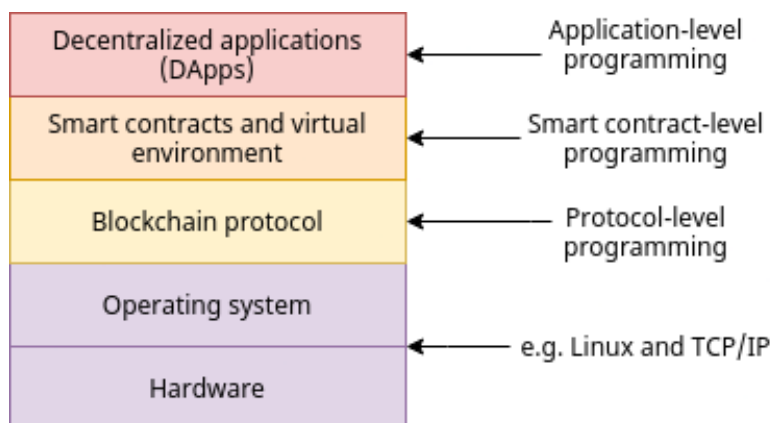 Decentralized applications
(DApps)
Application-level
programming
Smart contracts and virtual
environment
Smart contract-level
programming
Blockchain protocol
Protocol-level
programming
Operating system
e.g. Linux and TCP/IP
Hardware